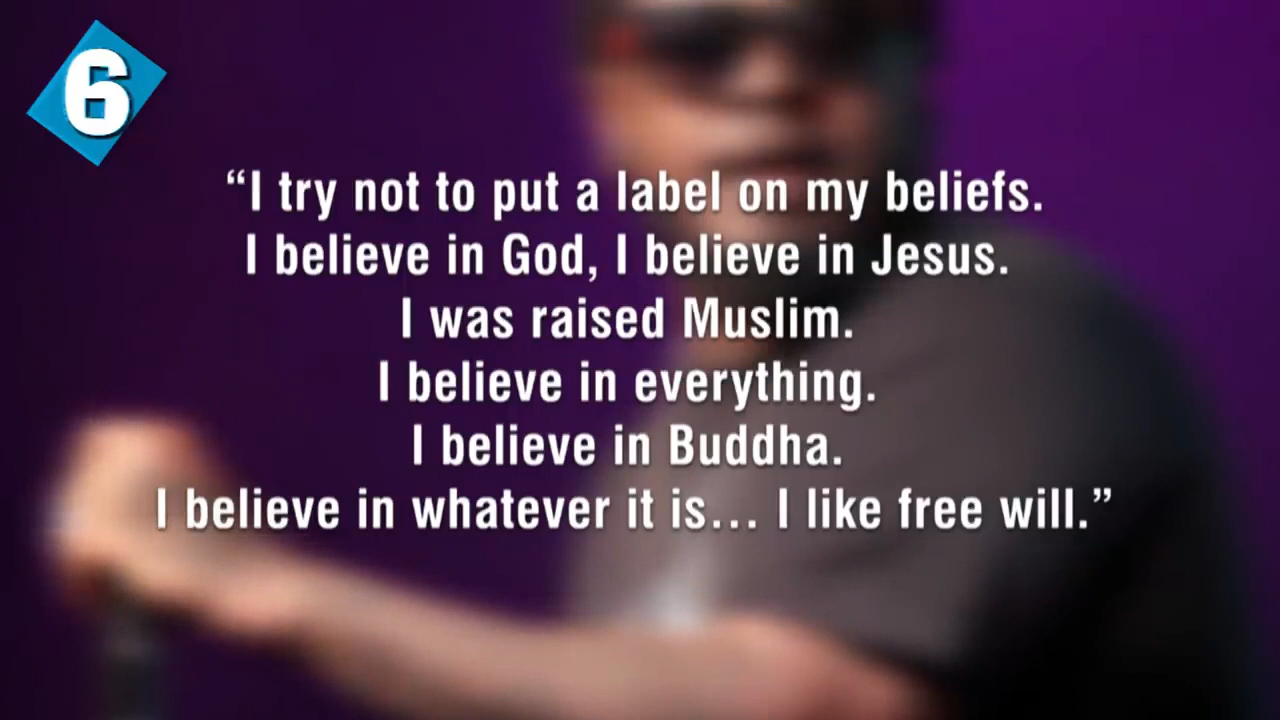 6
“I try not to put a label on my beliefs.
I believe in God, I believe in Jesus.
I was raised Muslim.
I believe in everything.
I believe in Buddha.
I believe in whatever it is... I like free will.”